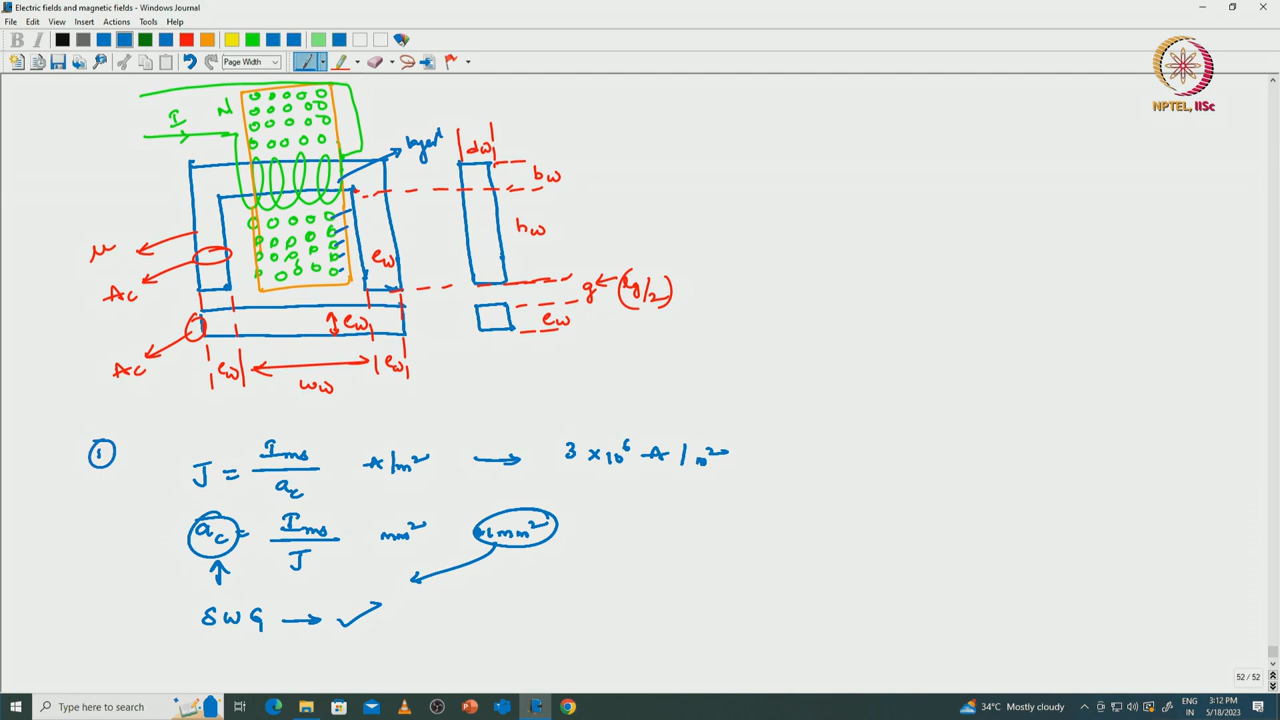 Electric fields and magnetic fields - Windows Journal
File Edit View Insert Actions Tools Help
B I
Page Width
NPTEL, IISc
I N
layer
dw
bw
hw
μ
Ac
ew
g ← (lg/2)
ew
ew
Ac
ew ww ew
① J = Irms / ac A/m² → 3 × 10⁶ A/m²
ac = Irms / J mm² mm²
SWG → ✓
52 / 52
Type here to search
34°C Mostly cloudy
ENG
IN
3:12 PM
5/18/2023